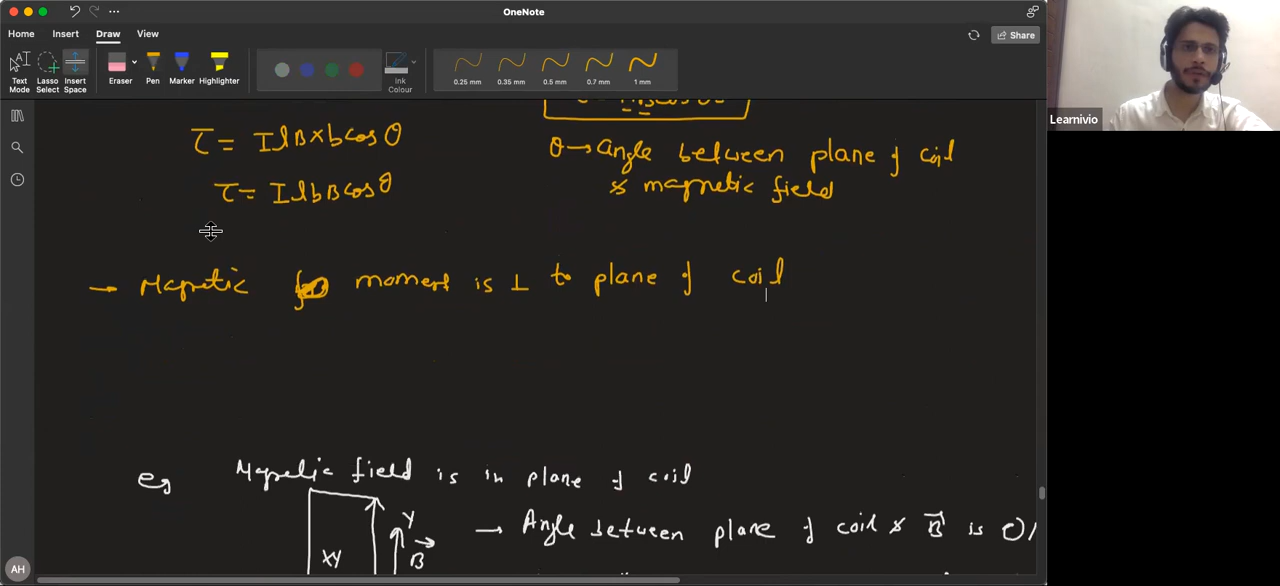 OneNote
Home Insert Draw View
Share
Text Mode
Lasso Select
Insert Space
Eraser
Pen
Marker
Highlighter
Ink Colour
0.25 mm 0.35 mm 0.5 mm 0.7 mm 1 mm
Learnivio
τ = IlB×bcosθ
τ = IlbBcosθ
θ → Angle between plane of coil
& magnetic field
→ Magnetic moment is ⊥ to plane of coil
eg Magnetic field is in plane of coil
→ Angle between plane of coil & B⃗ is 0
XY
Y
B⃗
AH